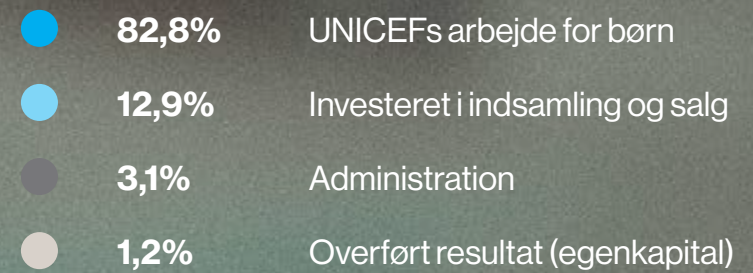 82,8% UNICEFs arbejde for børn
12,9% Investeret i indsamling og salg
3,1% Administration
1,2% Overført resultat (egenkapital)